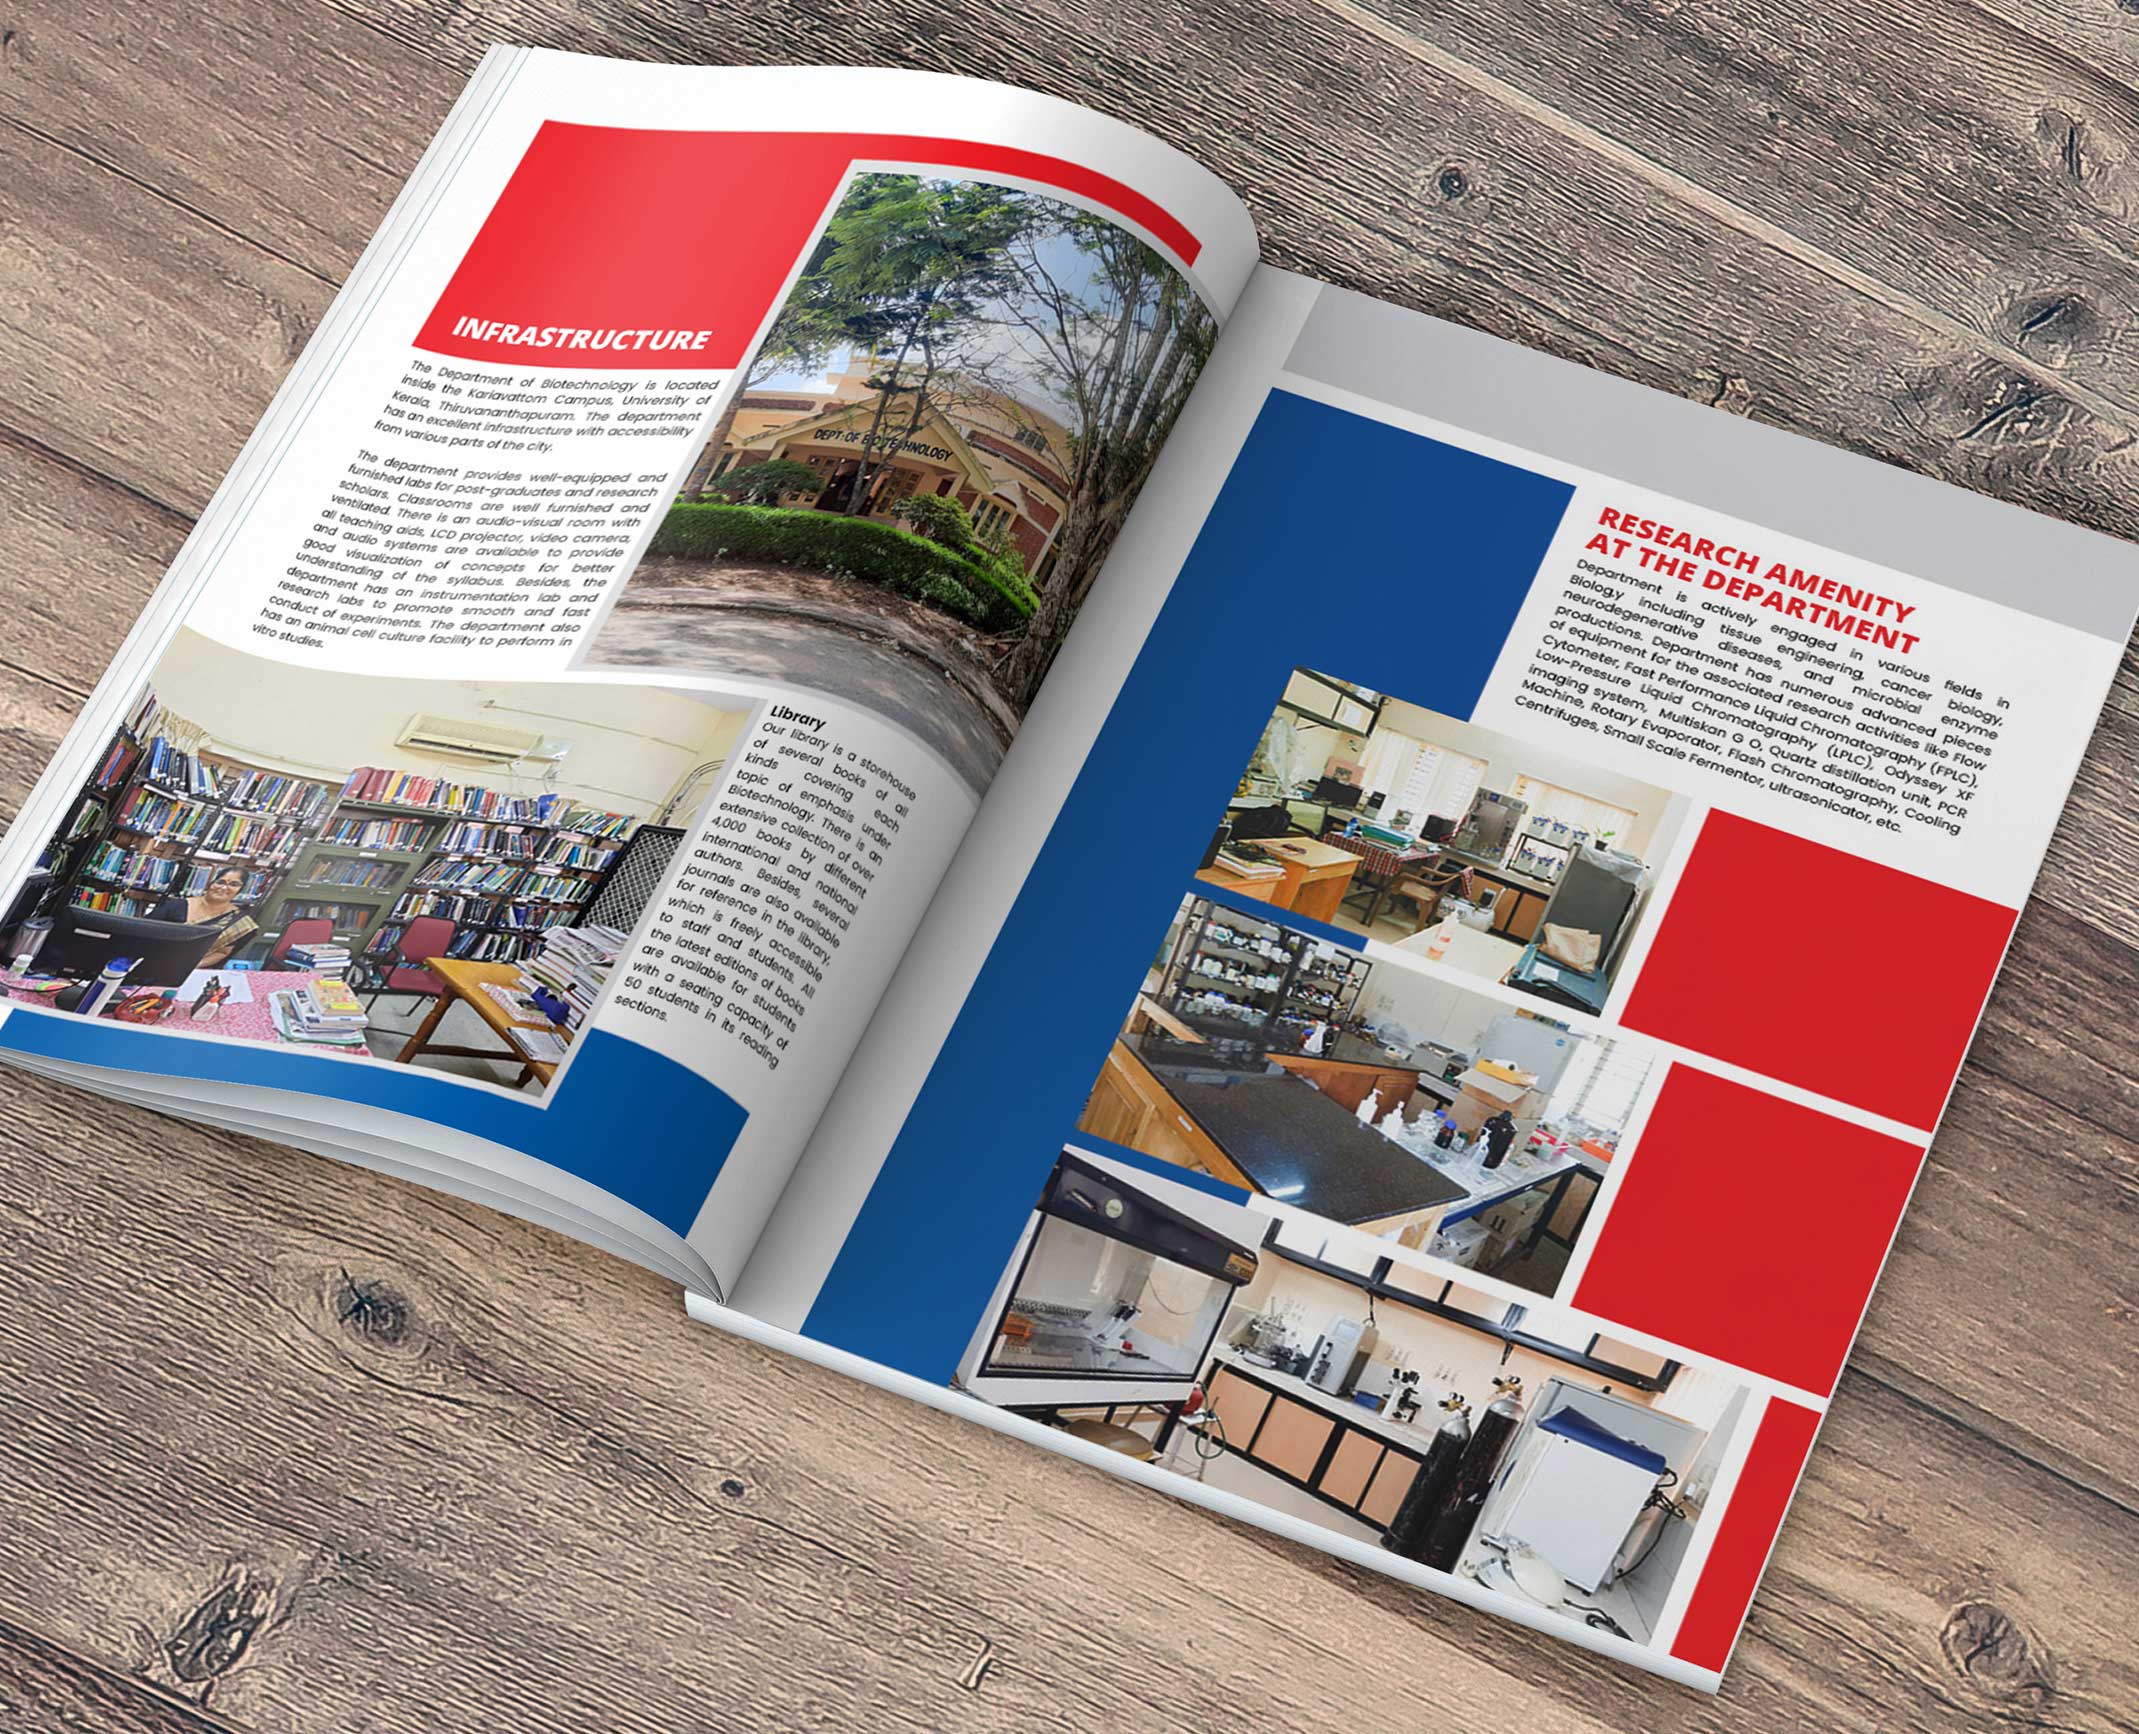 INFRASTRUCTURE
The Department of Biotechnology is located
inside the Kariavattom Campus, University of
Kerala, Thiruvananthapuram. The department
has an excellent infrastructure with accessibility
from various parts of the city.
The department provides well-equipped and
furnished labs for post-graduates and research
scholars. Classrooms are well furnished and
ventilated. There is an audio-visual room with
all teaching aids, LCD projector, video camera,
and audio systems are available to provide
good visualization of concepts for better
understanding of the syllabus. Besides, the
department has an instrumentation lab and
research labs to promote smooth and fast
conduct of experiments. The department also
has an animal cell culture facility to perform in
vitro studies.
DEPT: OF BIOTECHNOLOGY
Library
Our library is a storehouse
of several books of all
kinds covering each
topic of emphasis under
Biotechnology. There is an
extensive collection of over
4,000 books by different
international and national
authors. Besides, several
journals are also available
for reference in the library,
which is freely accessible
to staff and students. All
the latest editions of books
are available for students
with a seating capacity of
50 students in its reading
sections.
RESEARCH AMENITY
AT THE DEPARTMENT
Department is actively engaged in various fields in
Biology including tissue engineering, cancer biology,
neurodegenerative diseases, and microbial enzyme
productions. Department has numerous advanced pieces
of equipment for the associated research activities like Flow
Cytometer, Fast Performance Liquid Chromatography (FPLC),
Low-Pressure Liquid Chromatography (LPLC), Odyssey XF
imaging system, Multiskan G O, Quartz distillation unit, PCR
Machine, Rotary Evaporator, Flash Chromatography, Cooling
Centrifuges, Small Scale Fermentor, ultrasonicator, etc.